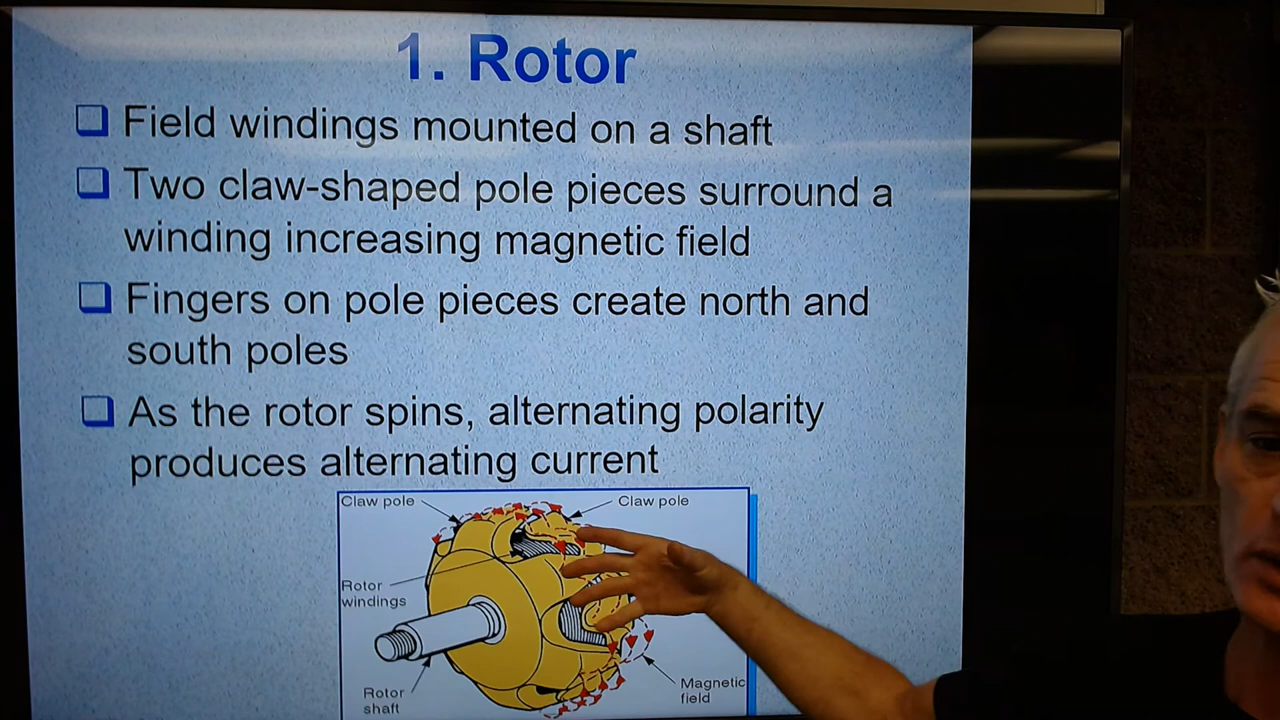 1. Rotor
Field windings mounted on a shaft
Two claw-shaped pole pieces surround a
winding increasing magnetic field
Fingers on pole pieces create north and
south poles
As the rotor spins, alternating polarity
produces alternating current
Claw pole
Claw pole
Rotor
windings
Rotor
shaft
Magnetic
field